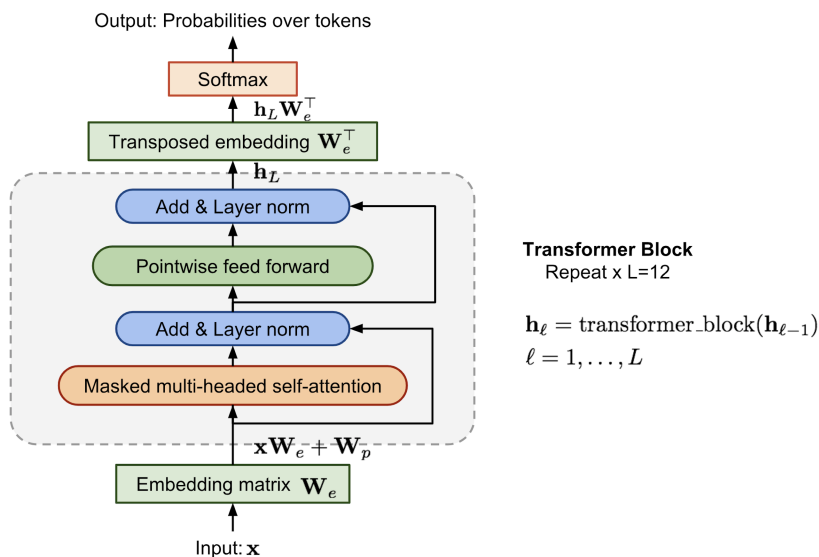 Output: Probabilities over tokens
Softmax
h_L W_e^⊤
Transposed embedding W_e^⊤
h_L
Add & Layer norm
Pointwise feed forward
Add & Layer norm
Masked multi-headed self-attention
xW_e + W_p
Embedding matrix W_e
Input: x
Transformer Block
Repeat x L=12
h_ℓ = transformer_block(h_{ℓ−1})
ℓ = 1, . . . , L